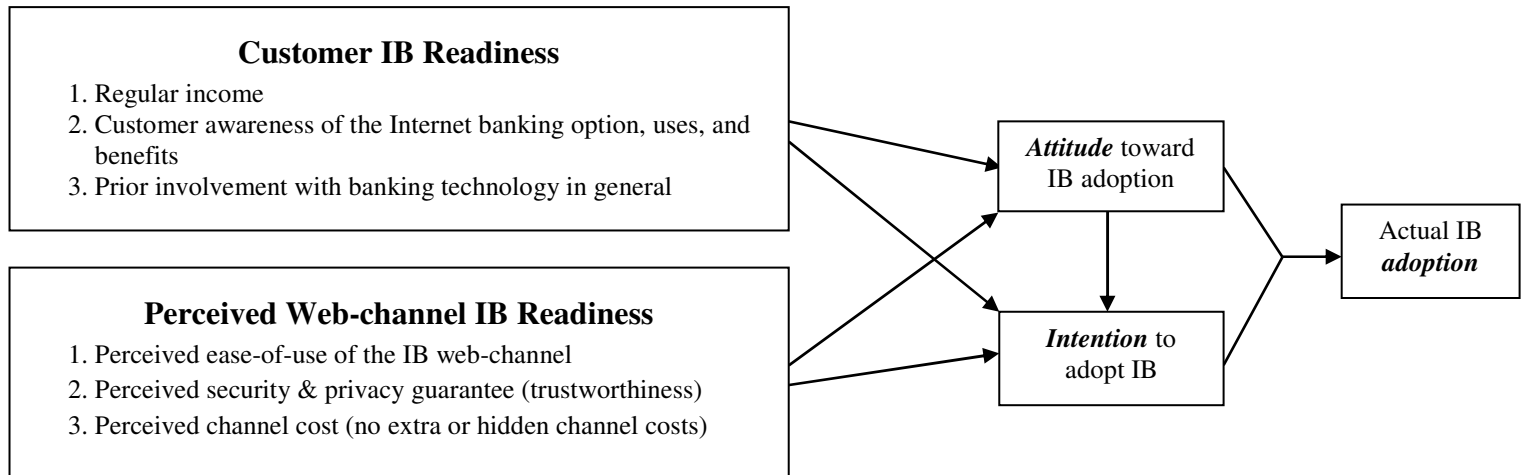 Customer IB Readiness
1. Regular income
2. Customer awareness of the Internet banking option, uses, and
benefits
3. Prior involvement with banking technology in general
Perceived Web-channel IB Readiness
1. Perceived ease-of-use of the IB web-channel
2. Perceived security & privacy guarantee (trustworthiness)
3. Perceived channel cost (no extra or hidden channel costs)
Attitude toward
IB adoption
Intention to
adopt IB
Actual IB
adoption